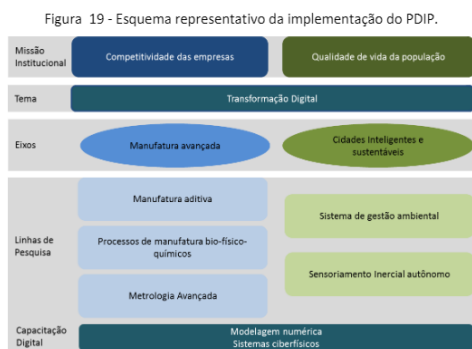 Figura 19 - Esquema representativo da implementação do PDIP.
Missão
Institucional
Competitividade das empresas
Qualidade de vida da população
Tema
Transformação Digital
Eixos
Manufatura avançada
Cidades Inteligentes e
sustentáveis
Linhas de
Pesquisa
Manufatura aditiva
Processos de manufatura bio-físico-
químicos
Metrologia Avançada
Sistema de gestão ambiental
Sensoriamento Inercial autônomo
Capacitação
Digital
Modelagem numérica
Sistemas ciberfísicos